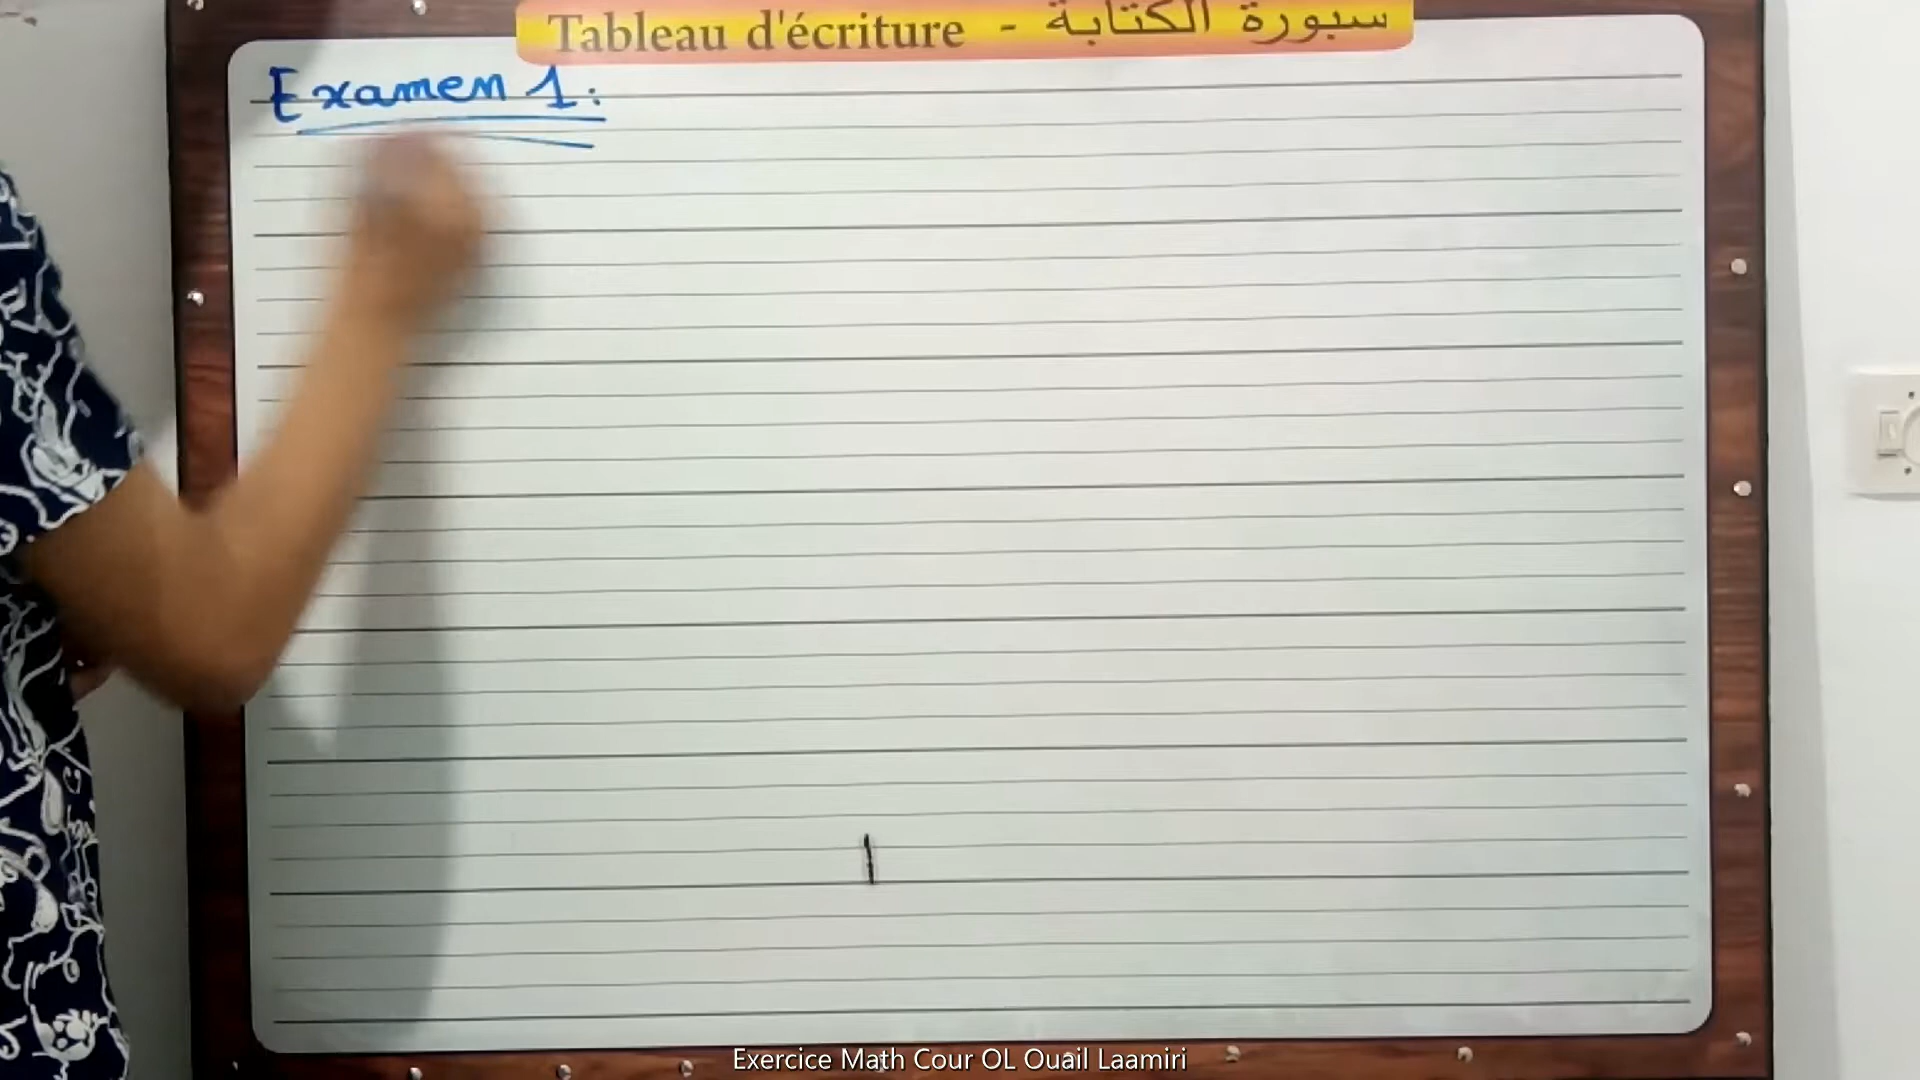 Tableau d'écriture - سبورة الكتابة
Examen 1:
Exercice Math Cour OL Ouail Laamiri